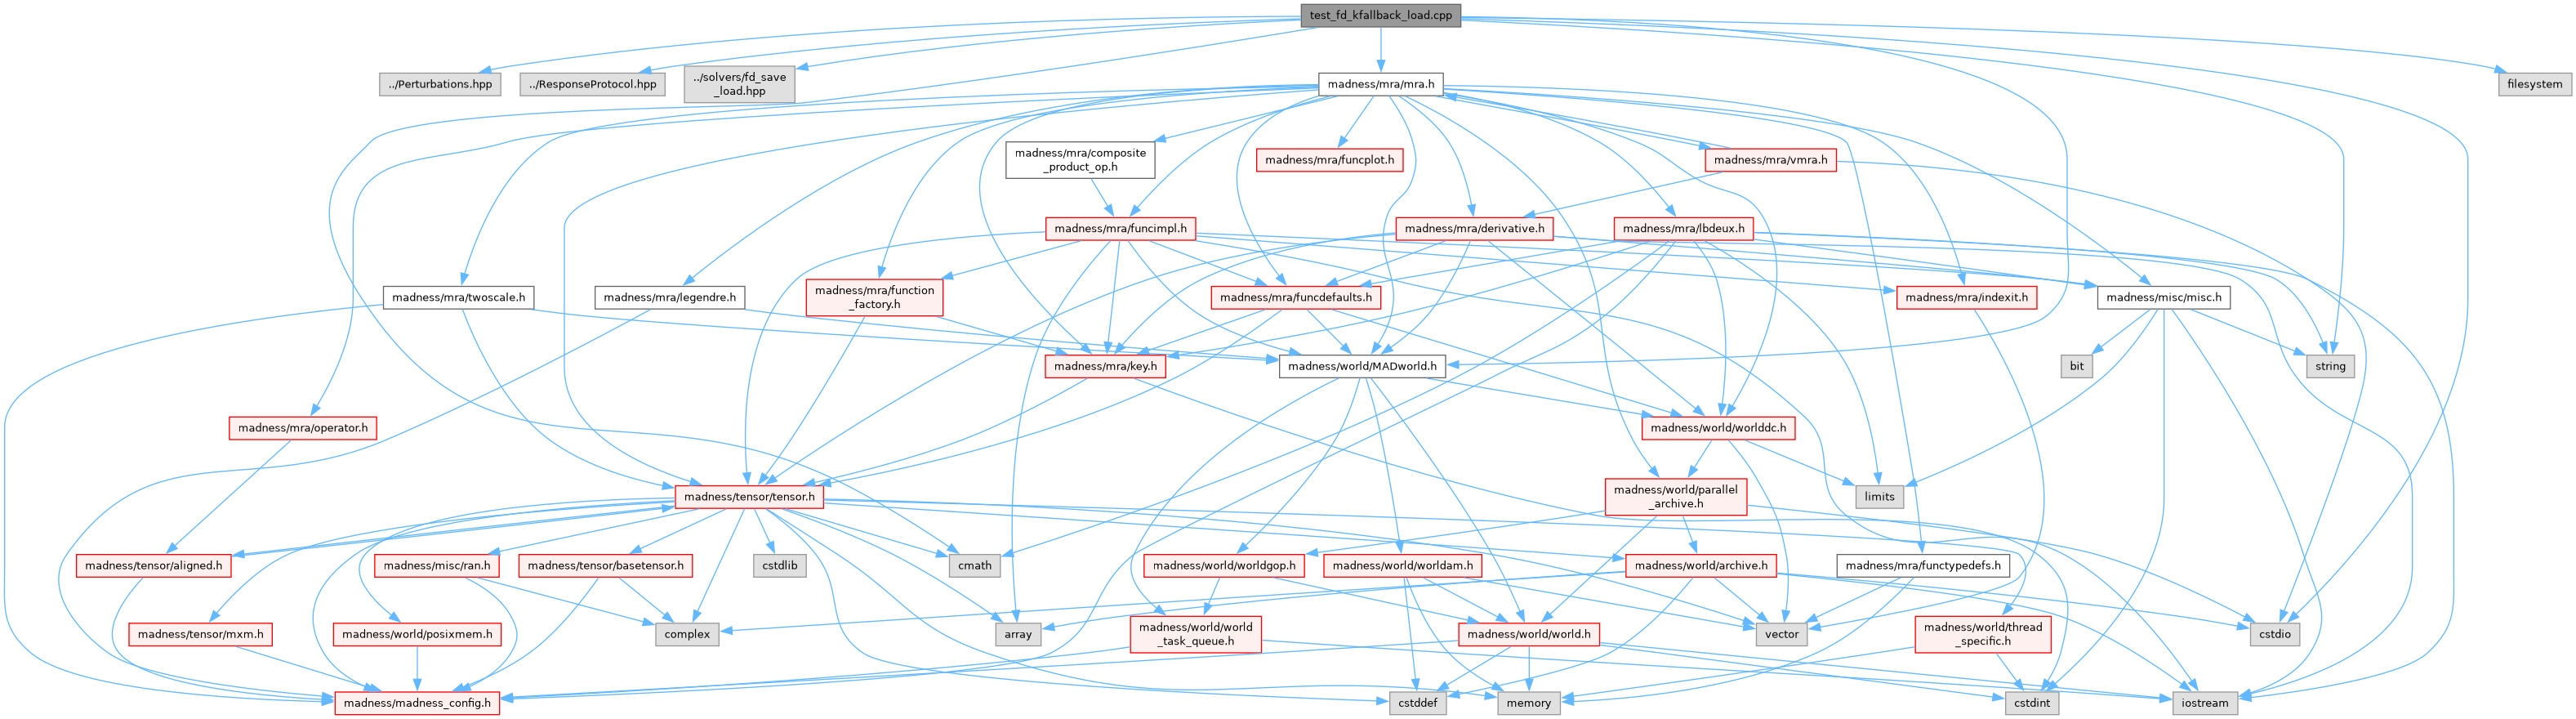 test_fd_kfallback_load.cpp
../Perturbations.hpp
../ResponseProtocol.hpp
../solvers/fd_save
_load.hpp
madness/mra/mra.h
filesystem
madness/mra/composite
_product_op.h
madness/mra/funcplot.h
madness/mra/vmra.h
madness/mra/funcimpl.h
madness/mra/derivative.h
madness/mra/lbdeux.h
madness/mra/twoscale.h
madness/mra/legendre.h
madness/mra/function
_factory.h
madness/mra/funcdefaults.h
madness/mra/indexit.h
madness/misc/misc.h
madness/mra/key.h
madness/world/MADworld.h
bit
string
madness/mra/operator.h
madness/world/worlddc.h
madness/tensor/tensor.h
madness/world/parallel
_archive.h
limits
madness/tensor/aligned.h
madness/misc/ran.h
madness/tensor/basetensor.h
cstdlib
cmath
madness/world/worldgop.h
madness/world/worldam.h
madness/world/archive.h
madness/mra/functypedefs.h
madness/tensor/mxm.h
madness/world/posixmem.h
complex
array
madness/world/world
_task_queue.h
madness/world/world.h
vector
madness/world/thread
_specific.h
cstdio
madness/madness_config.h
cstddef
memory
cstdint
iostream